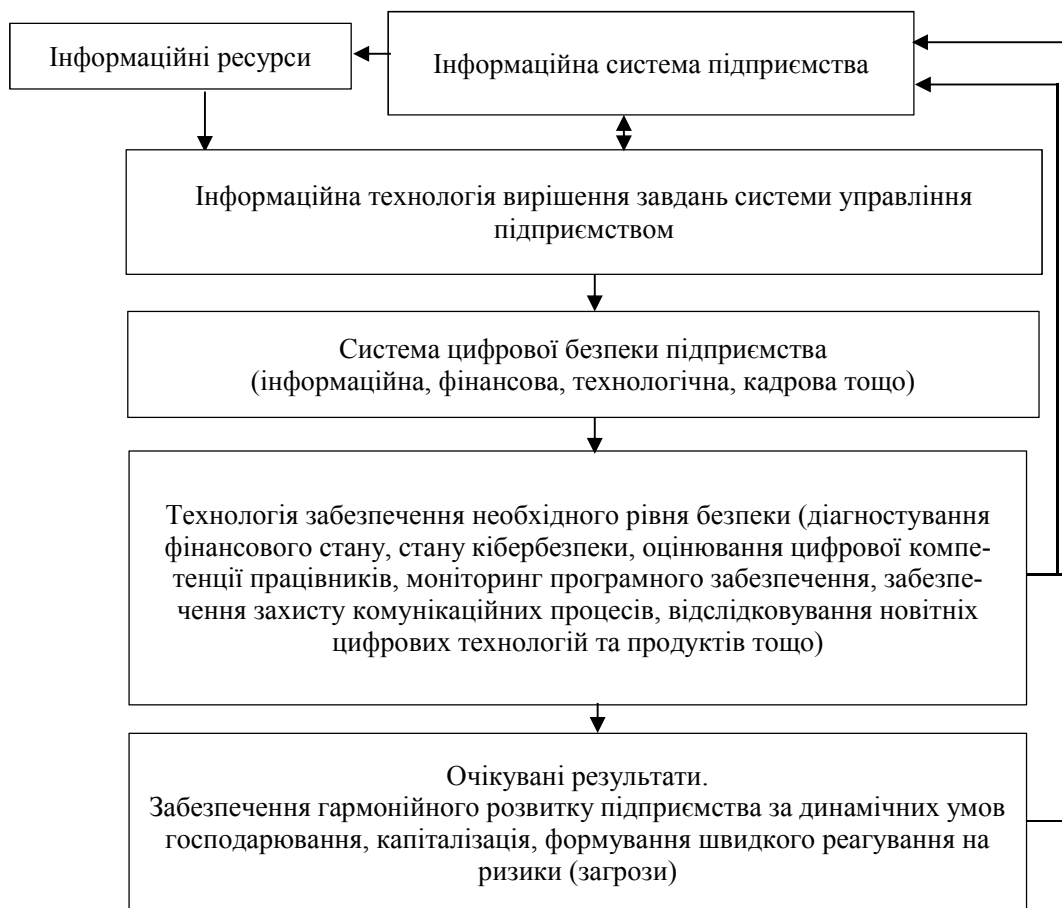 Інформаційні ресурси
Інформаційна система підприємства
Інформаційна технологія вирішення завдань системи управління
підприємством
Система цифрової безпеки підприємства
(інформаційна, фінансова, технологічна, кадрова тощо)
Технологія забезпечення необхідного рівня безпеки (діагностування
фінансового стану, стану кібербезпеки, оцінювання цифрової компе-
тенції працівників, моніторинг програмного забезпечення, забезпе-
чення захисту комунікаційних процесів, відслідковування новітніх
цифрових технологій та продуктів тощо)
Очікувані результати.
Забезпечення гармонійного розвитку підприємства за динамічних умов
господарювання, капіталізація, формування швидкого реагування на
ризики (загрози)